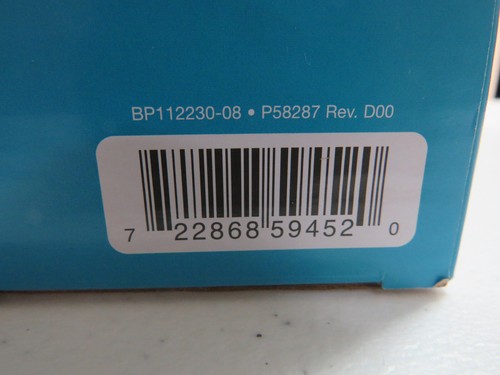 BP112230-08 • P58287 Rev. D00
7 22868 59452 0